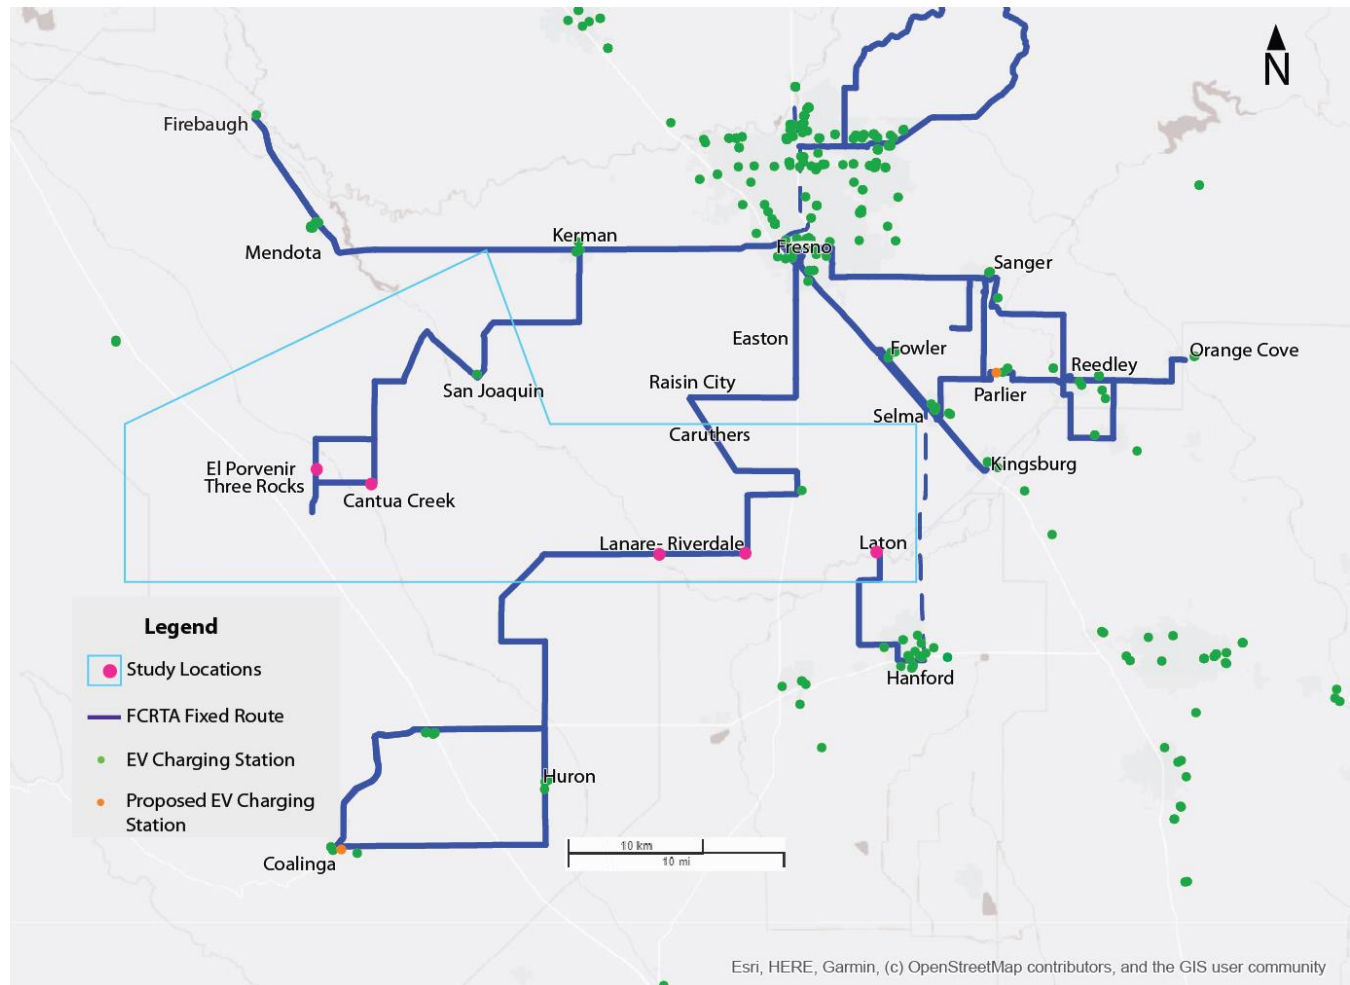 N
Firebaugh
Mendota
Kerman
Fresno
Sanger
Easton
Fowler
Orange Cove
Reedley
Raisin City
San Joaquin
Parlier
Selma
Caruthers
Kingsburg
El Porvenir
Three Rocks
Cantua Creek
Lanare- Riverdale
Laton
Hanford
Legend
Study Locations
FCRTA Fixed Route
EV Charging Station
Proposed EV Charging
Station
Huron
Coalinga
10 km
10 mi
Esri, HERE, Garmin, (c) OpenStreetMap contributors, and the GIS user community